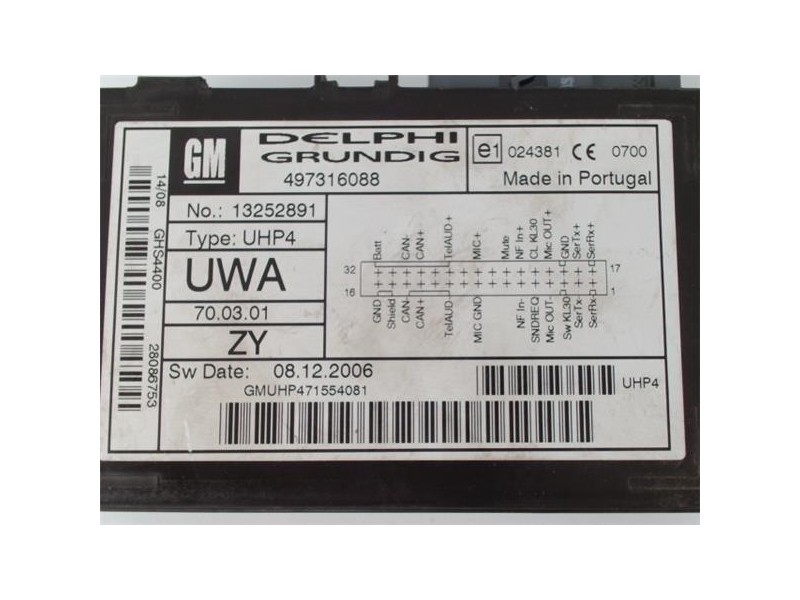 GM
DELPHI
GRUNDIG
497316088
e1 024381 CE 0700
Made in Portugal
14/08 GHS4400 28086753
No.: 13252891
Type: UHP4
UWA
70.03.01
ZY
Batt CAN- CAN+ TelAUD+ MIC+ Mute NF In+ CL KL30 Mic OUT+ GND SerTx+ SerRx+
32 17
16 1
GND Shield CAN- CAN+ TelAUD- MIC GND NF In- SNDREQ Mic OUT- Sw KL30 SerTx- SerRx-
Sw Date: 08.12.2006
GMUHP471554081
UHP4